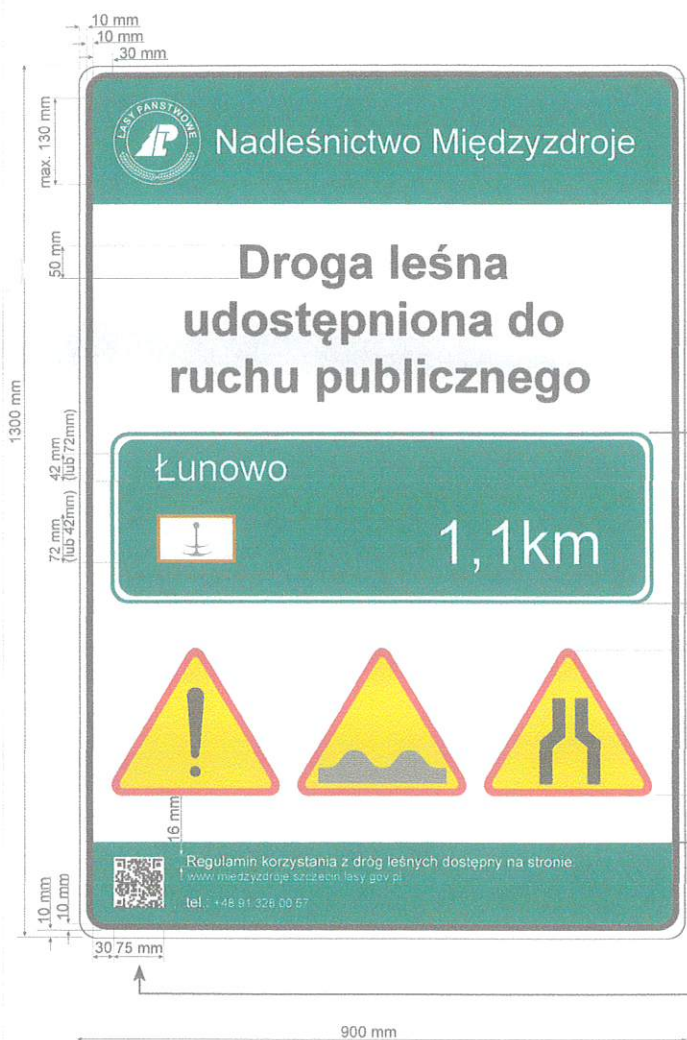 10 mm
10 mm
30 mm
max. 130 mm
LASY PAŃSTWOWE
Nadleśnictwo Międzyzdroje
50 mm
Droga leśna
udostępniona do
ruchu publicznego
1300 mm
42 mm
(lub 72mm)
Łunowo
72 mm
(lub 42mm)
1,1km
16 mm
Regulamin korzystania z dróg leśnych dostępny na stronie:
www.miedzyzdroje.szczecin.lasy.gov.pl
tel.: +48 91 328 00 57
10 mm
10 mm
30 75 mm
900 mm